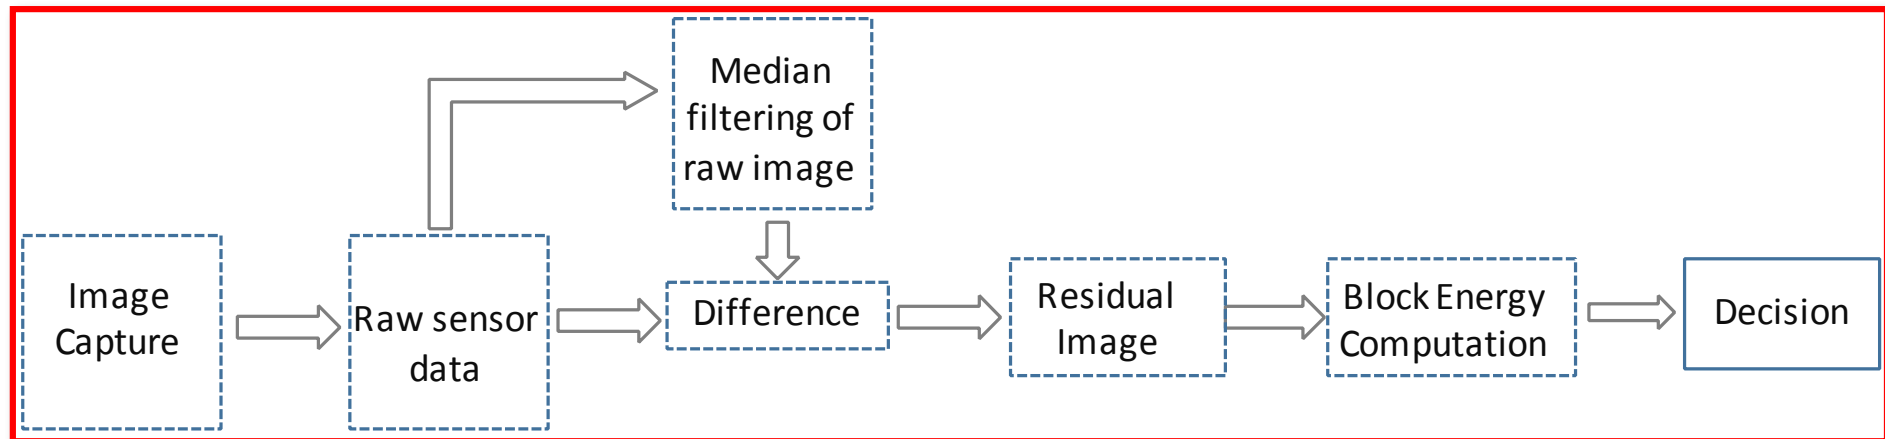 Image
Capture
Raw sensor
data
Median
filtering of
raw image
Difference
Residual
Image
Block Energy
Computation
Decision